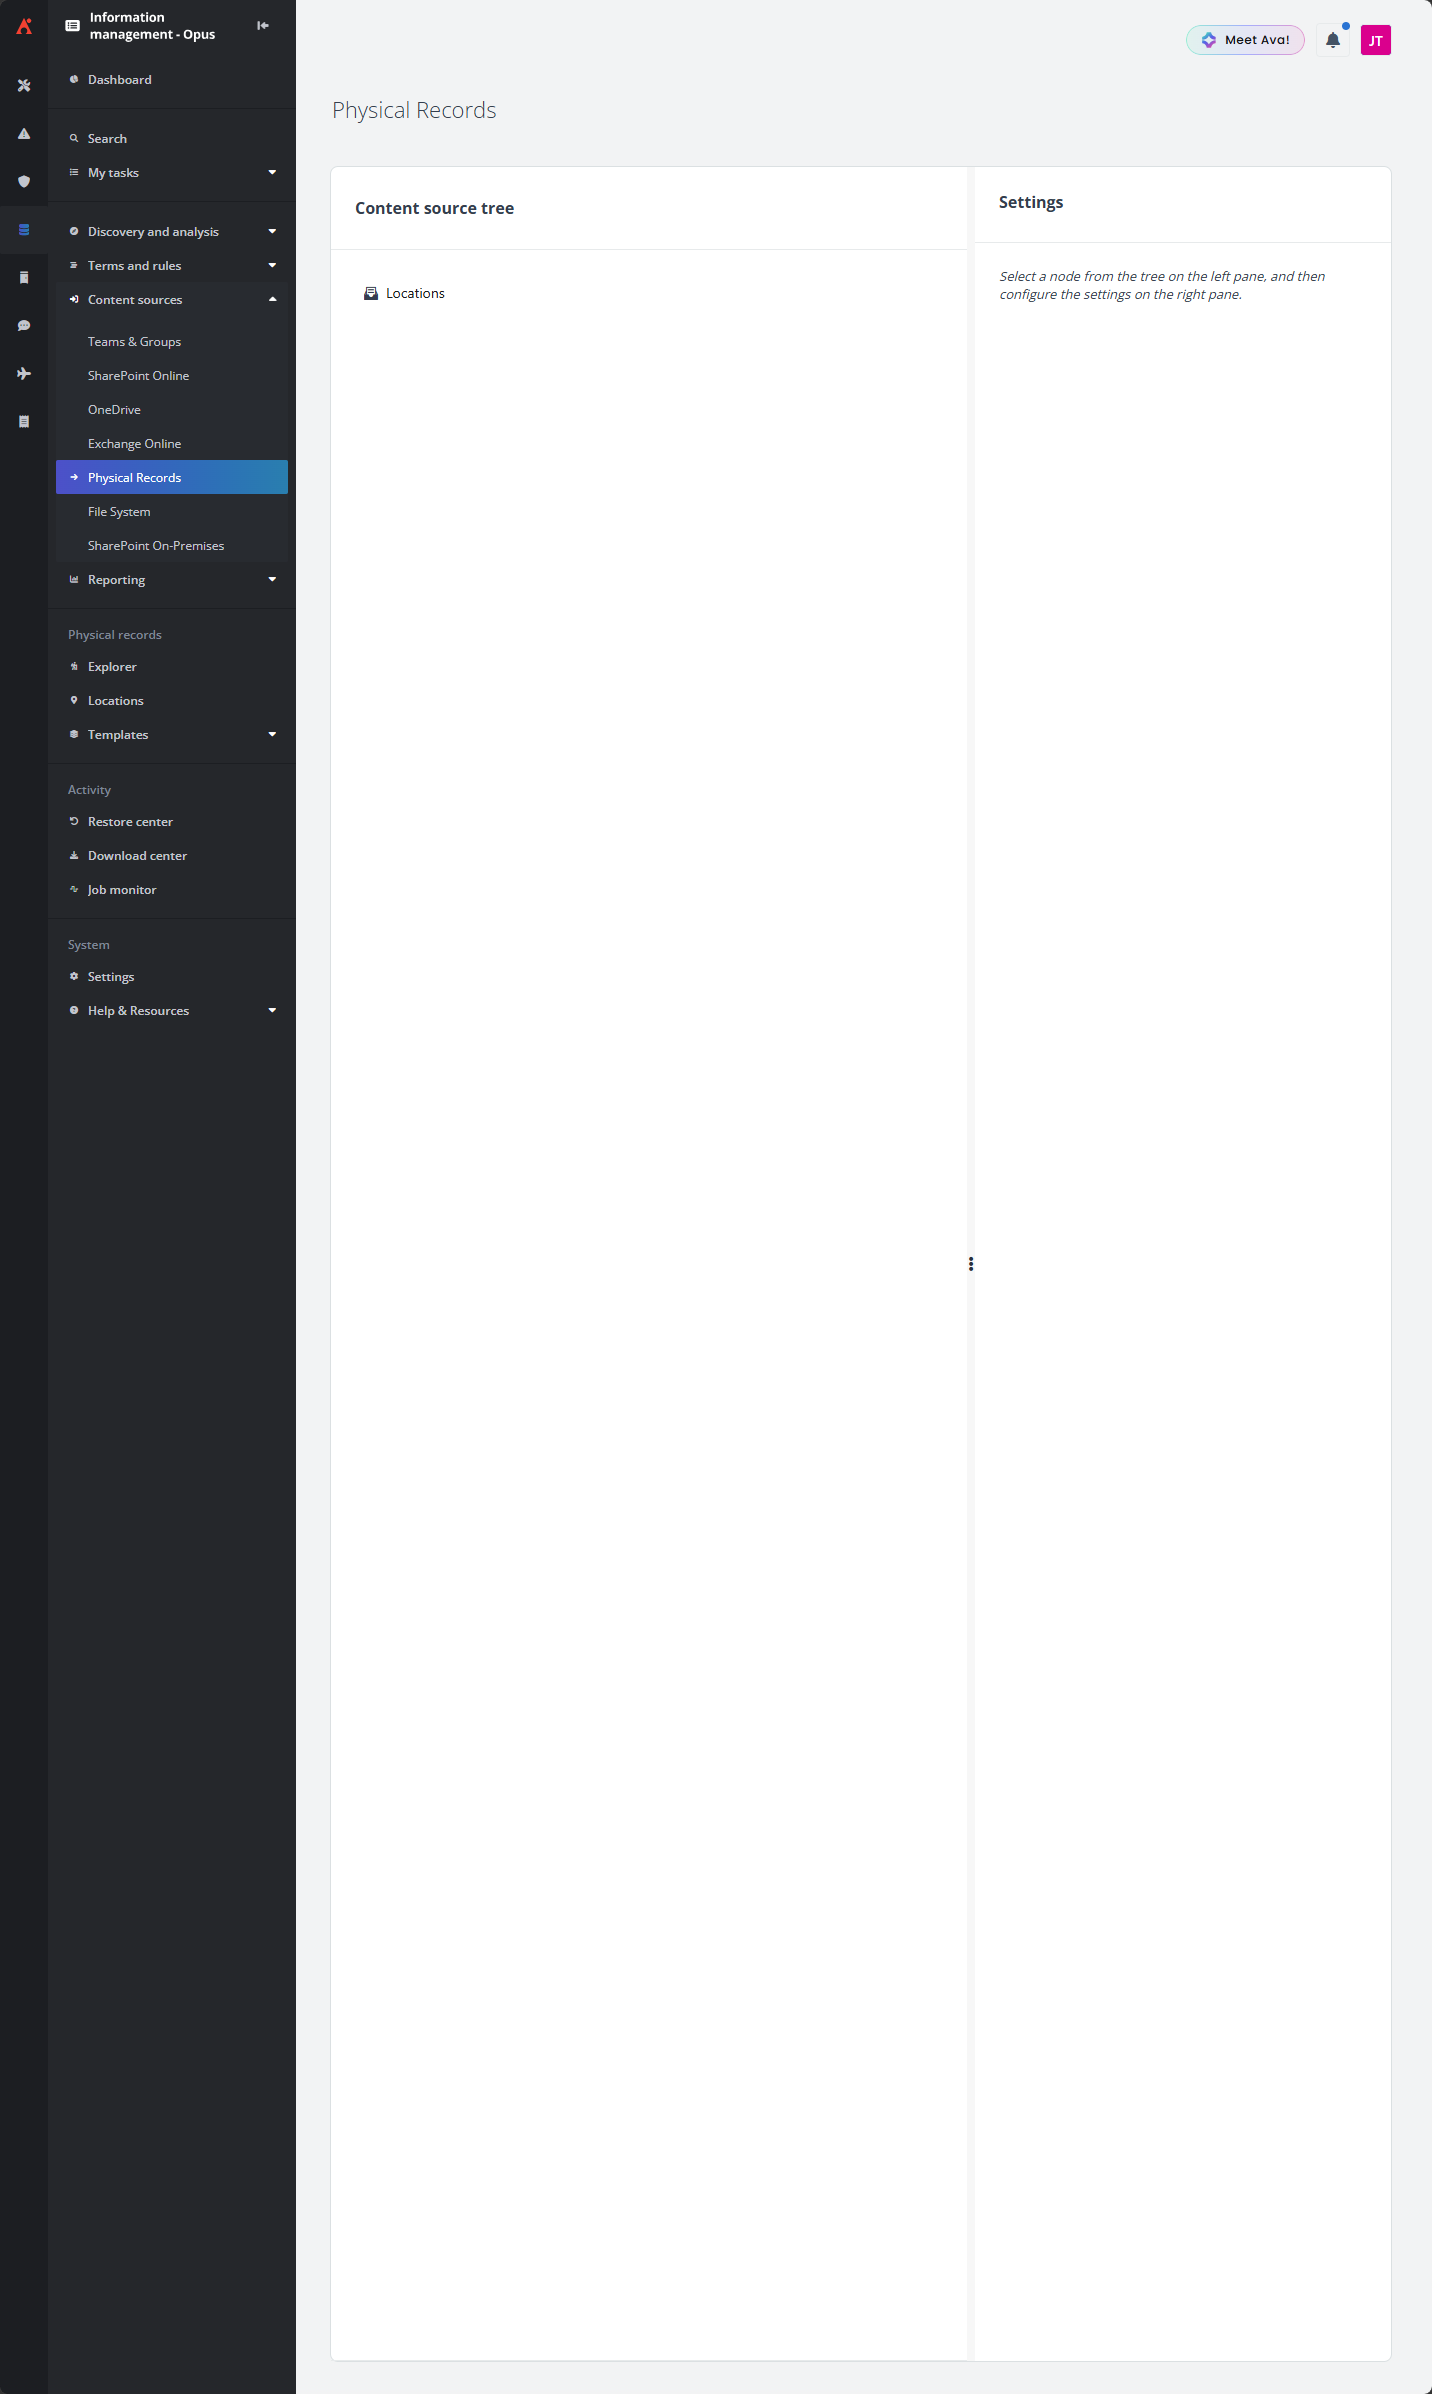 Information
management - Opus
Dashboard
Search
My tasks
Discovery and analysis
Terms and rules
Content sources
Teams & Groups
SharePoint Online
OneDrive
Exchange Online
Physical Records
File System
SharePoint On-Premises
Reporting
Physical records
Explorer
Locations
Templates
Activity
Restore center
Download center
Job monitor
System
Settings
Help & Resources
Meet Ava!
JT
Physical Records
Content source tree
Locations
Settings
Select a node from the tree on the left pane, and then
configure the settings on the right pane.